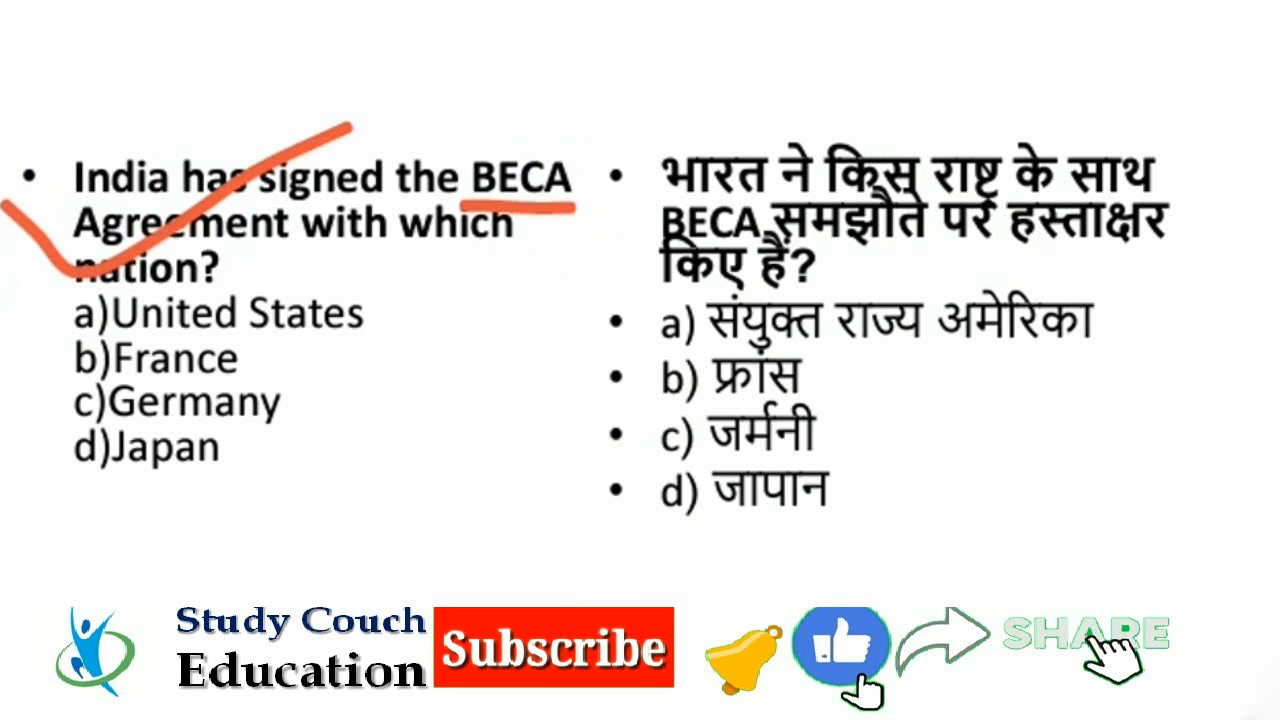 • India has signed the BECA
Agreement with which
nation?
a)United States
b)France
c)Germany
d)Japan
• भारत ने किस राष्ट्र के साथ
BECA समझौते पर हस्ताक्षर
किए हैं?
• a) संयुक्त राज्य अमेरिका
• b) फ्रांस
• c) जर्मनी
• d) जापान
Study Couch
Education
Subscribe
SHARE